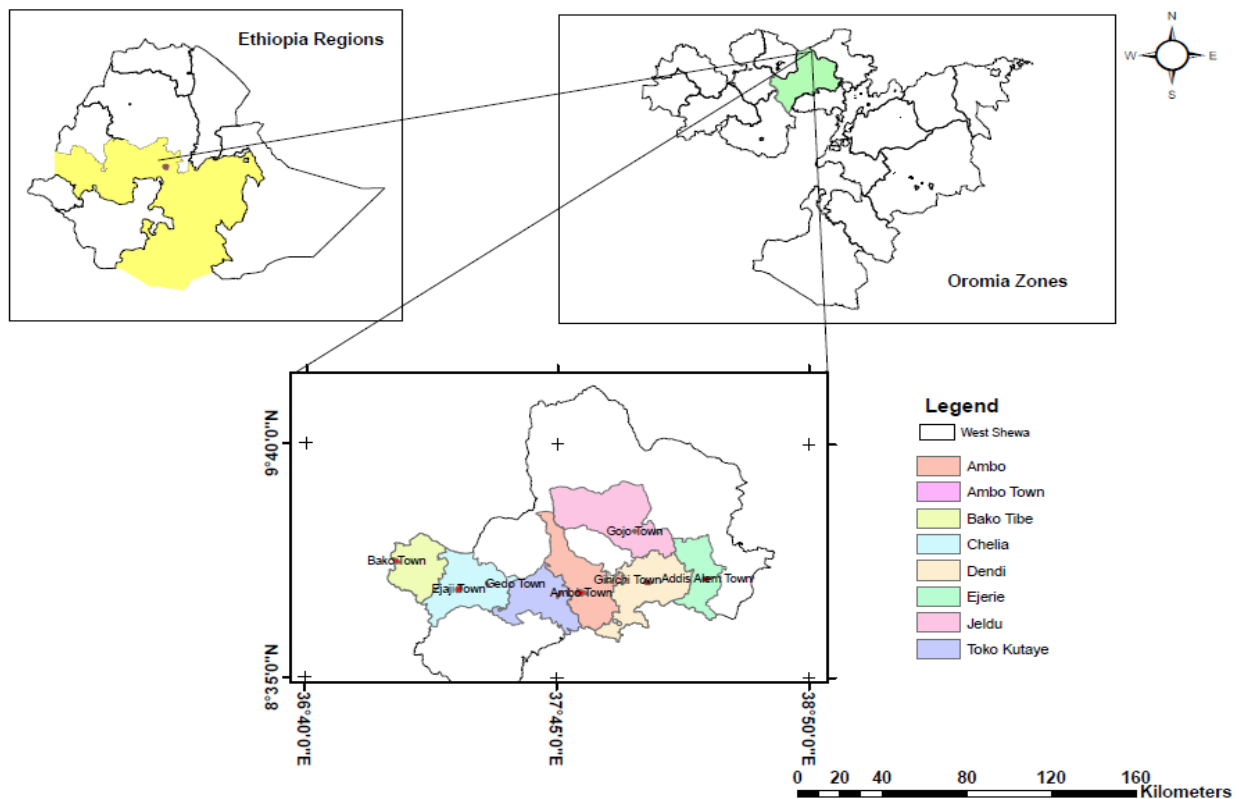 Ethiopia Regions
N
W
E
S
Oromia Zones
9°40'0"N
8°35'0"N
Gojo Town
Bako Town
Ejaji Town
Gedo Town
Ambo Town
Ginichi Town
Addis Alem Town
36°40'0"E
37°45'0"E
38°50'0"E
Legend
West Shewa
Ambo
Ambo Town
Bako Tibe
Chelia
Dendi
Ejerie
Jeldu
Toko Kutaye
0 20 40 80 120 160
Kilometers